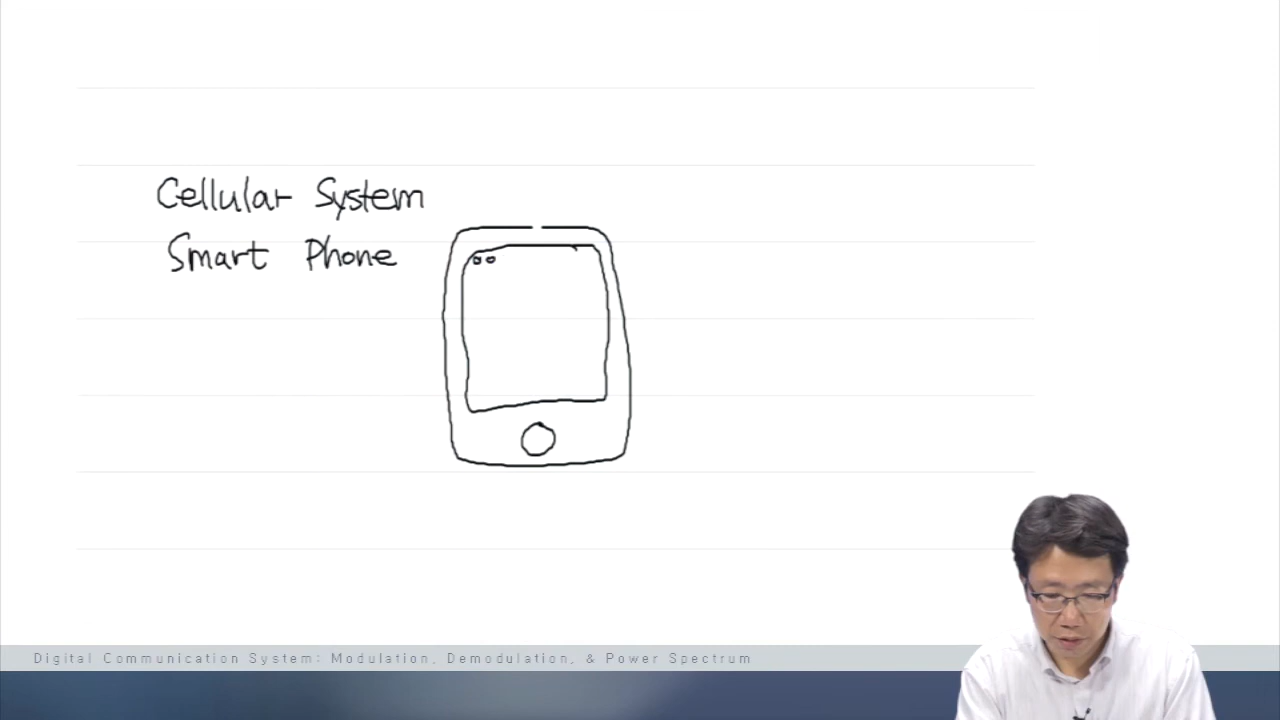 Cellular System
Smart Phone
Digital Communication System: Modulation, Demodulation, & Power Spectrum